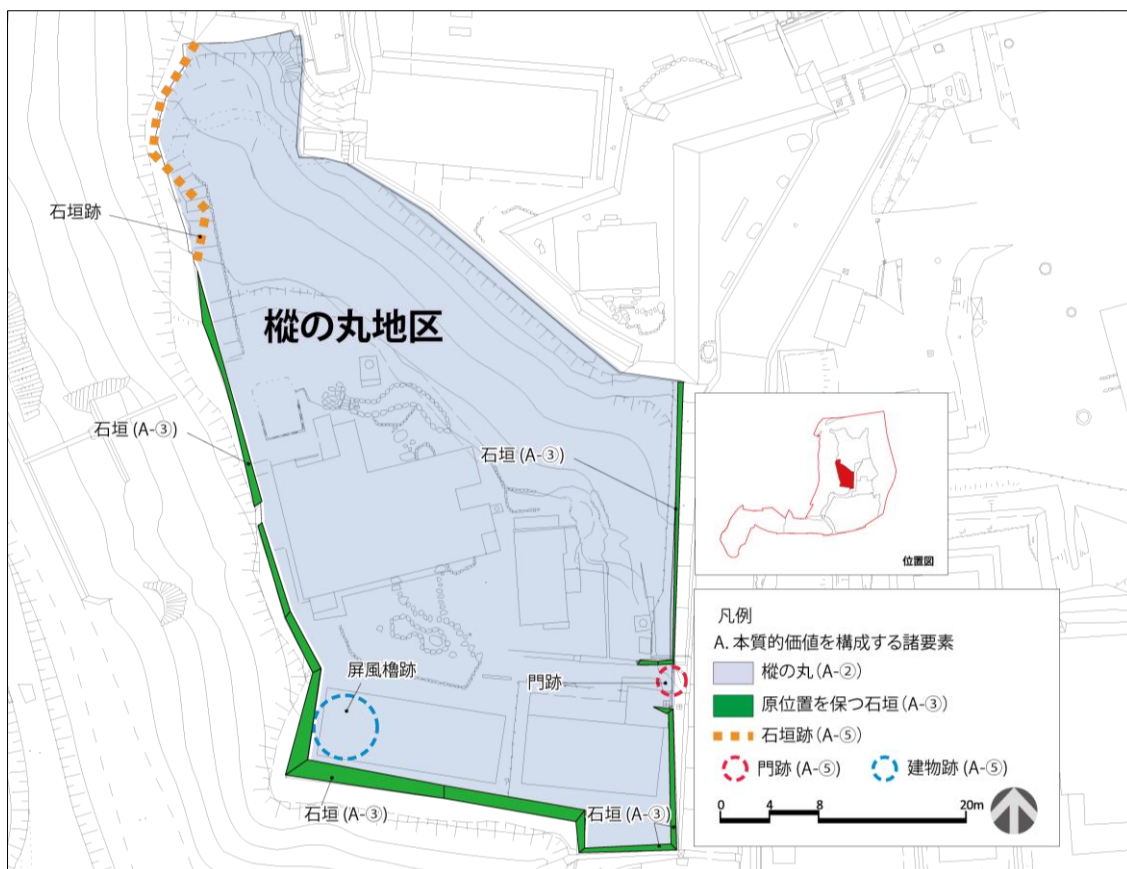 石垣跡
樅の丸地区
石垣 (A-③)
石垣 (A-③)
屏風櫓跡
門跡
石垣 (A-③)
石垣 (A-③)
位置図
凡例
A. 本質的価値を構成する諸要素
樅の丸(A-②)
原位置を保つ石垣(A-③)
石垣跡(A-⑤)
門跡 (A-⑤) 建物跡 (A-⑤)
0 4 8 20m